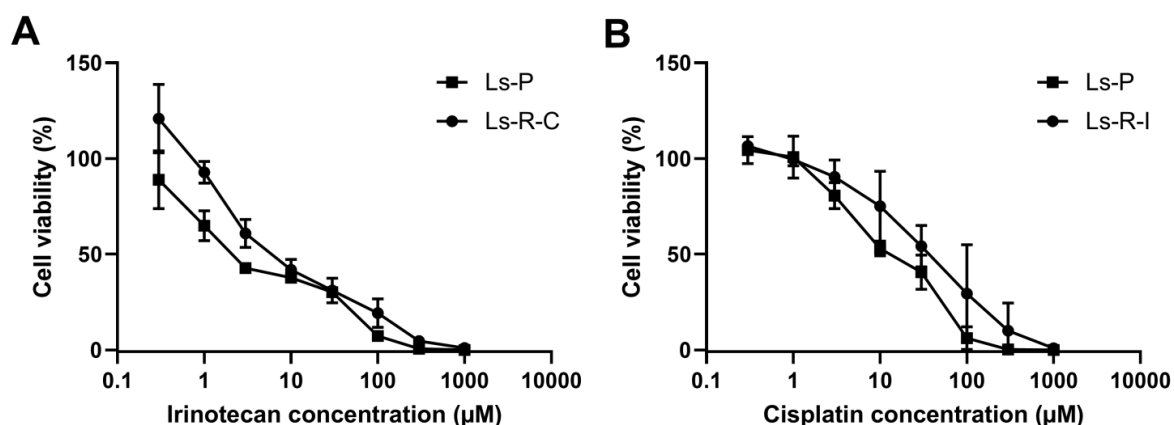 A
150
100
50
0
Cell viability (%)
Ls-P
Ls-R-C
0.1 1 10 100 1000 10000
Irinotecan concentration (µM)
B
150
100
50
0
Cell viability (%)
Ls-P
Ls-R-I
0.1 1 10 100 1000 10000
Cisplatin concentration (µM)